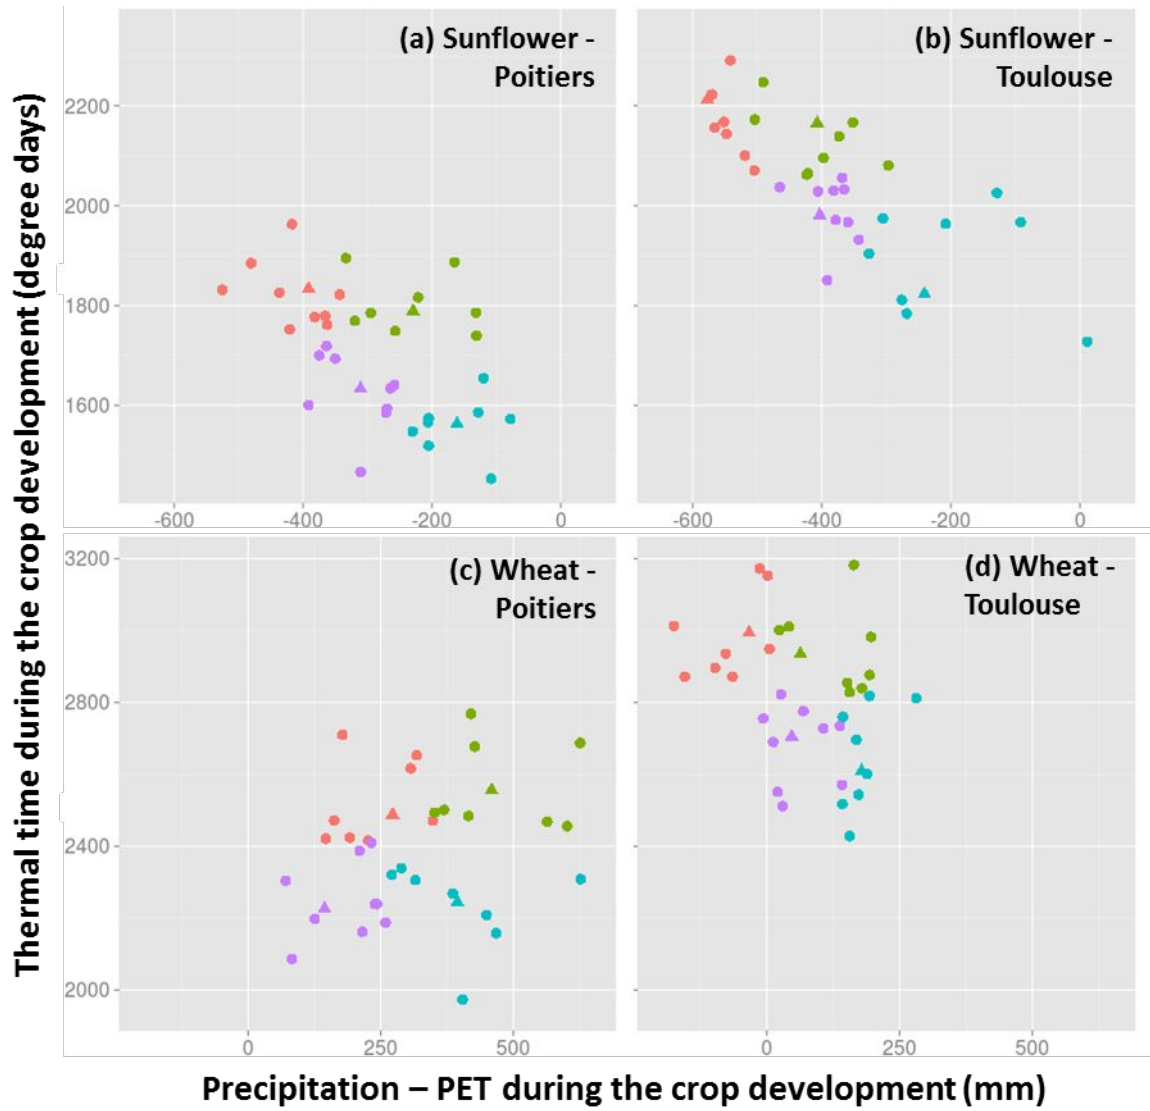 Thermal time during the crop development (degree days)
(a) Sunflower -
Poitiers
2200
2000
1800
1600
-600 -400 -200 0
(b) Sunflower -
Toulouse
-600 -400 -200 0
(c) Wheat -
Poitiers
3200
2800
2400
2000
0 250 500
(d) Wheat -
Toulouse
0 250 500
Precipitation – PET during the crop development (mm)